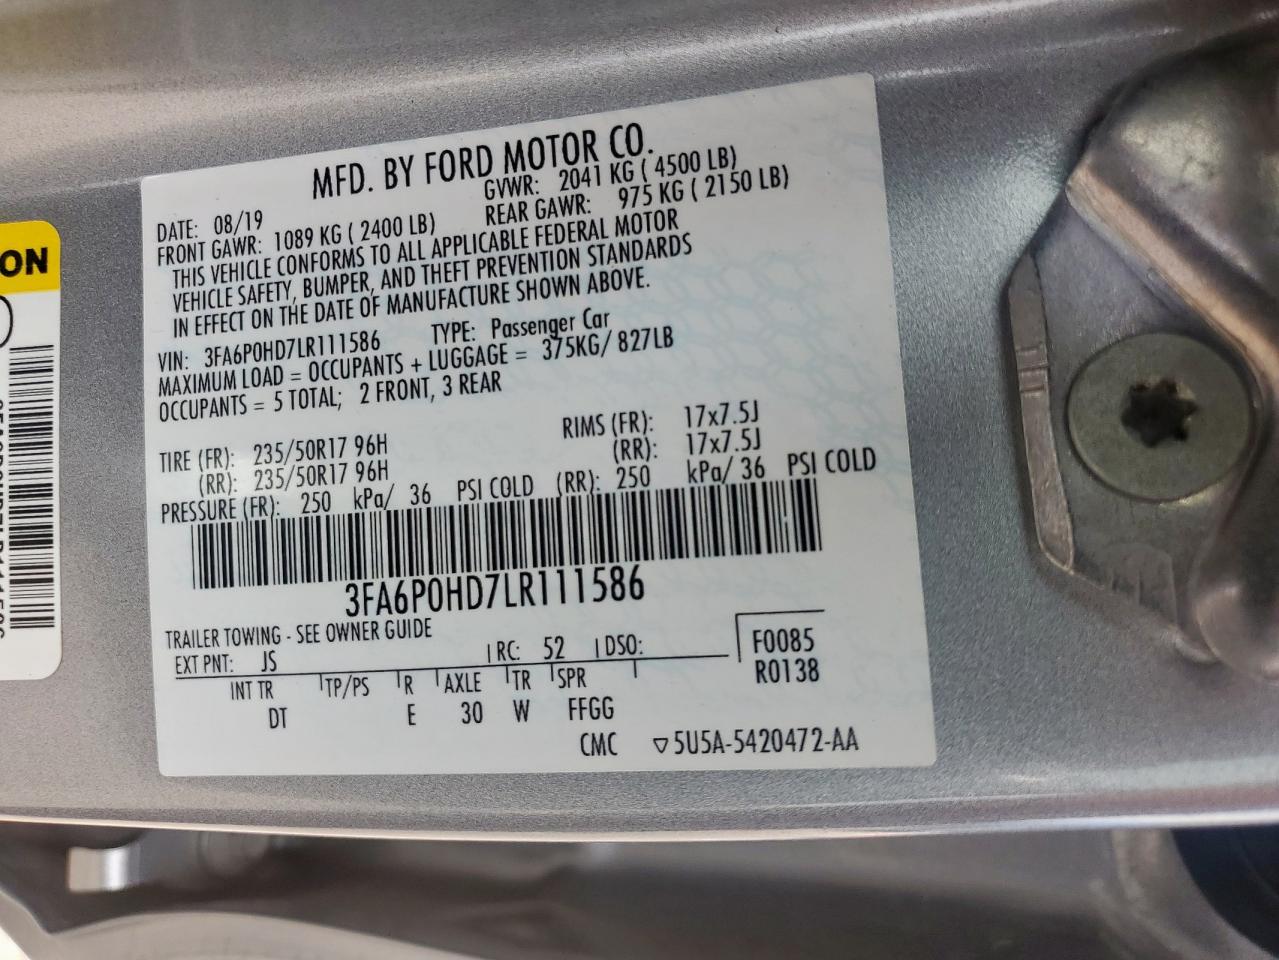 MFD. BY FORD MOTOR CO.
DATE: 08/19 GVWR: 2041 KG ( 4500 LB)
FRONT GAWR: 1089 KG ( 2400 LB) REAR GAWR: 975 KG ( 2150 LB)
THIS VEHICLE CONFORMS TO ALL APPLICABLE FEDERAL MOTOR
VEHICLE SAFETY, BUMPER, AND THEFT PREVENTION STANDARDS
IN EFFECT ON THE DATE OF MANUFACTURE SHOWN ABOVE.
VIN: 3FA6P0HD7LR111586 TYPE: Passenger Car
MAXIMUM LOAD = OCCUPANTS + LUGGAGE = 375KG/ 827LB
OCCUPANTS = 5 TOTAL; 2 FRONT, 3 REAR
TIRE (FR): 235/50R17 96H RIMS (FR): 17x7.5J
(RR): 235/50R17 96H (RR): 17x7.5J
PRESSURE (FR): 250 kPa/ 36 PSI COLD (RR): 250 kPa/ 36 PSI COLD
3FA6P0HD7LR111586
TRAILER TOWING - SEE OWNER GUIDE
EXT PNT: JS RC: 52 DSO: F0085
R0138
INT TR TP/PS R AXLE TR SPR
DT E 30 W FFGG
CMC ▽5U5A-5420472-AA
ON